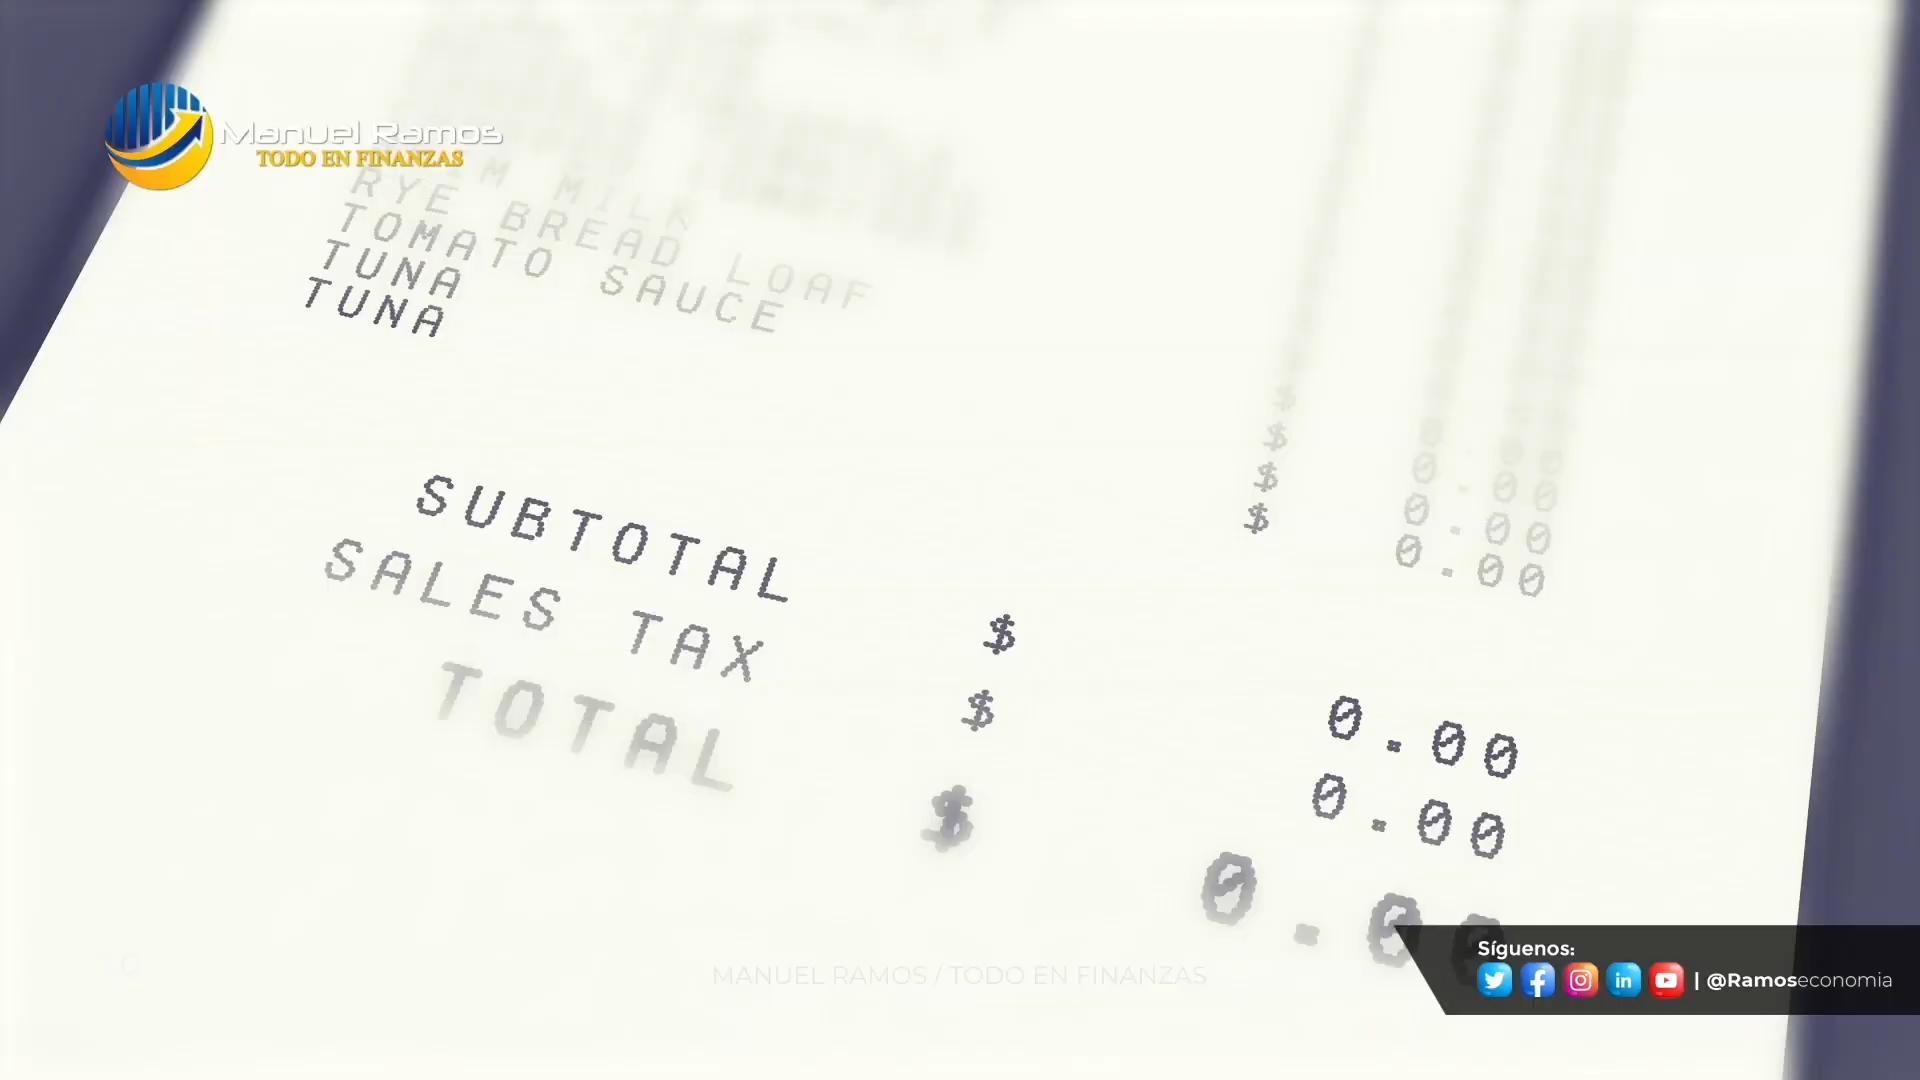 Manuel Ramos
TODO EN FINANZAS
MILK
RYE BREAD LOAF
TOMATO SAUCE
TUNA
TUNA
$ 0.00
$ 0.00
$ 0.00
SUBTOTAL $ 0.00
SALES TAX $ 0.00
TOTAL $ 0.00
MANUEL RAMOS / TODO EN FINANZAS
Síguenos:
| @Ramoseconomia